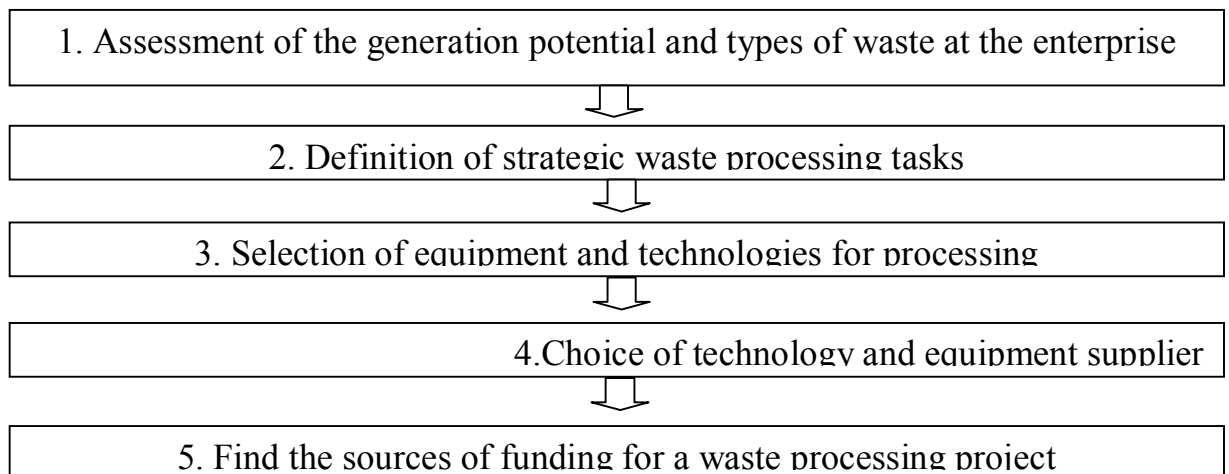 1. Assessment of the generation potential and types of waste at the enterprise
2. Definition of strategic waste processing tasks
3. Selection of equipment and technologies for processing
4.Choice of technology and equipment supplier
5. Find the sources of funding for a waste processing project